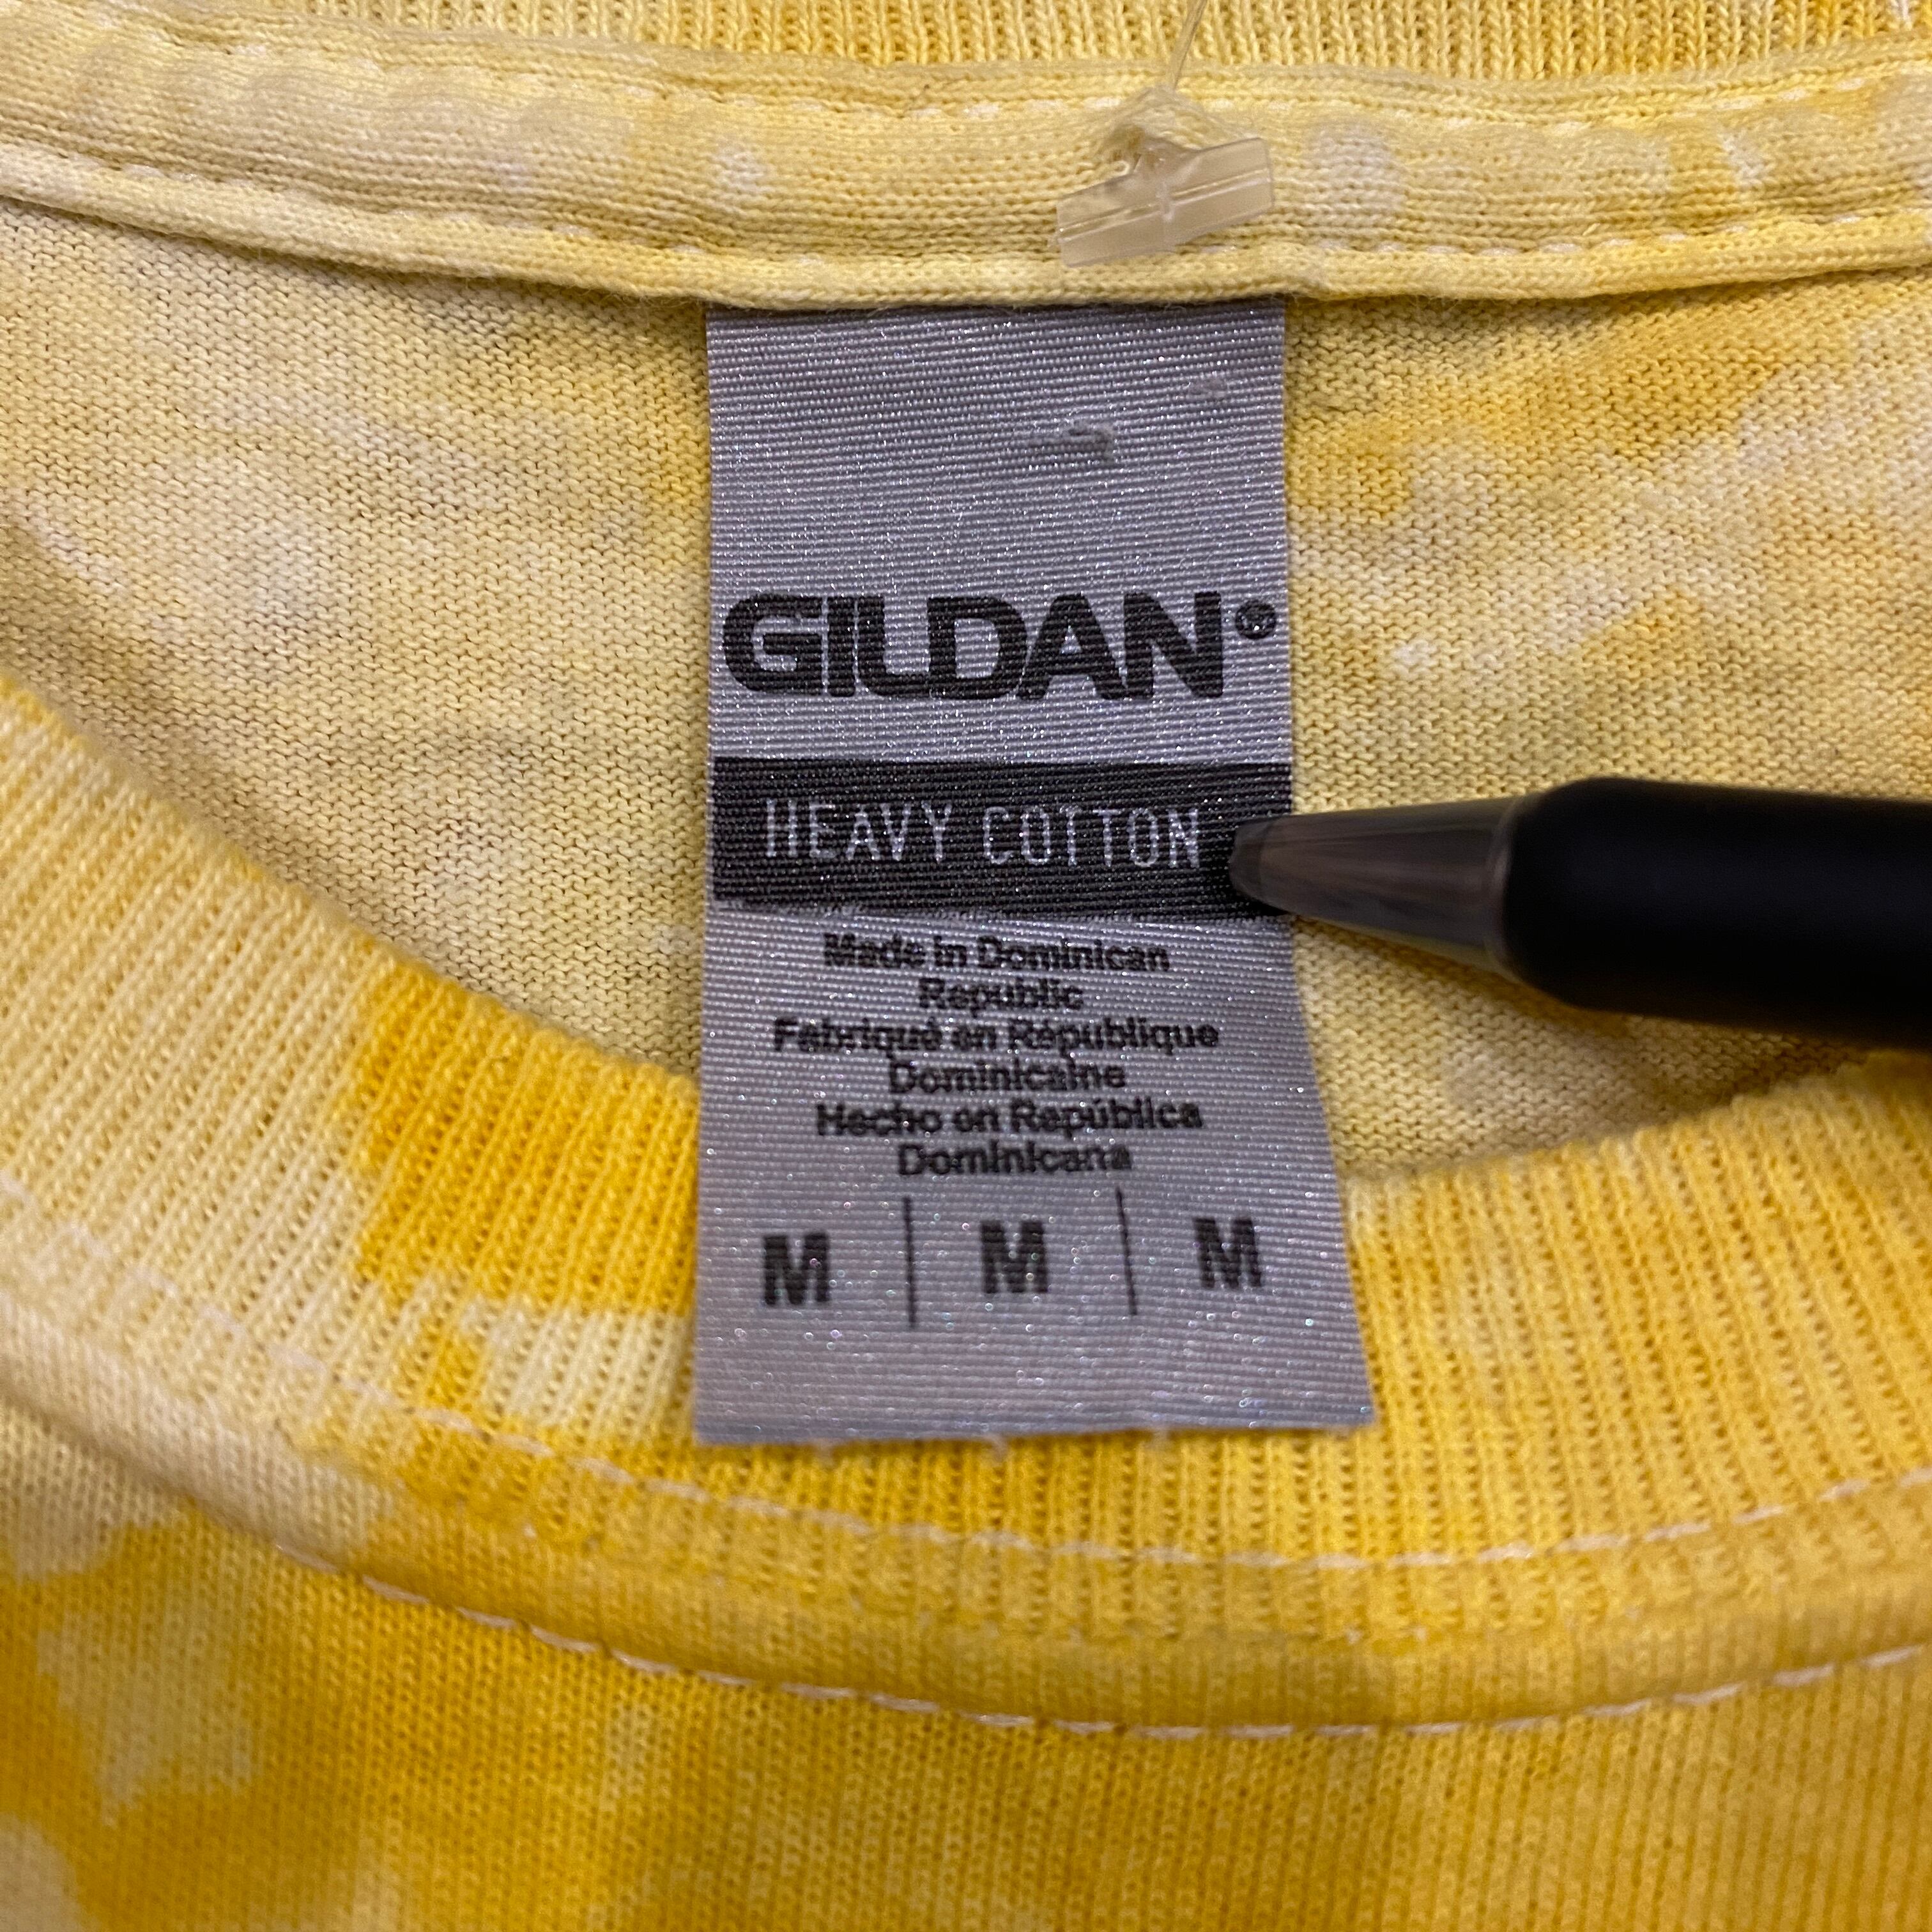 GILDAN®
HEAVY COTTON
Made in Dominican
Republic
Fabriqué en République
Dominicaine
Hecho en República
Dominicana
M | M | M